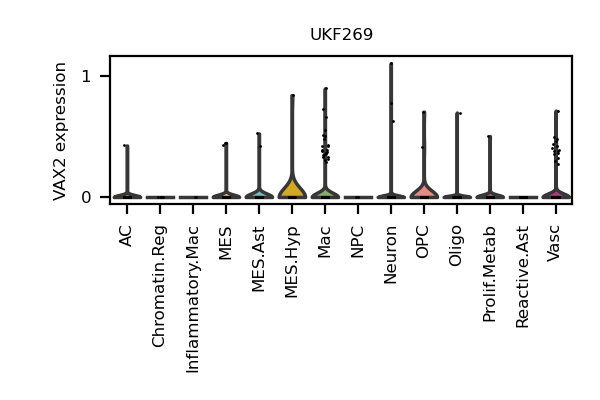 UKF269
VAX2 expression
1
0
AC
Chromatin.Reg
Inflammatory.Mac
MES
MES.Ast
MES.Hyp
Mac
NPC
Neuron
OPC
Oligo
Prolif.Metab
Reactive.Ast
Vasc